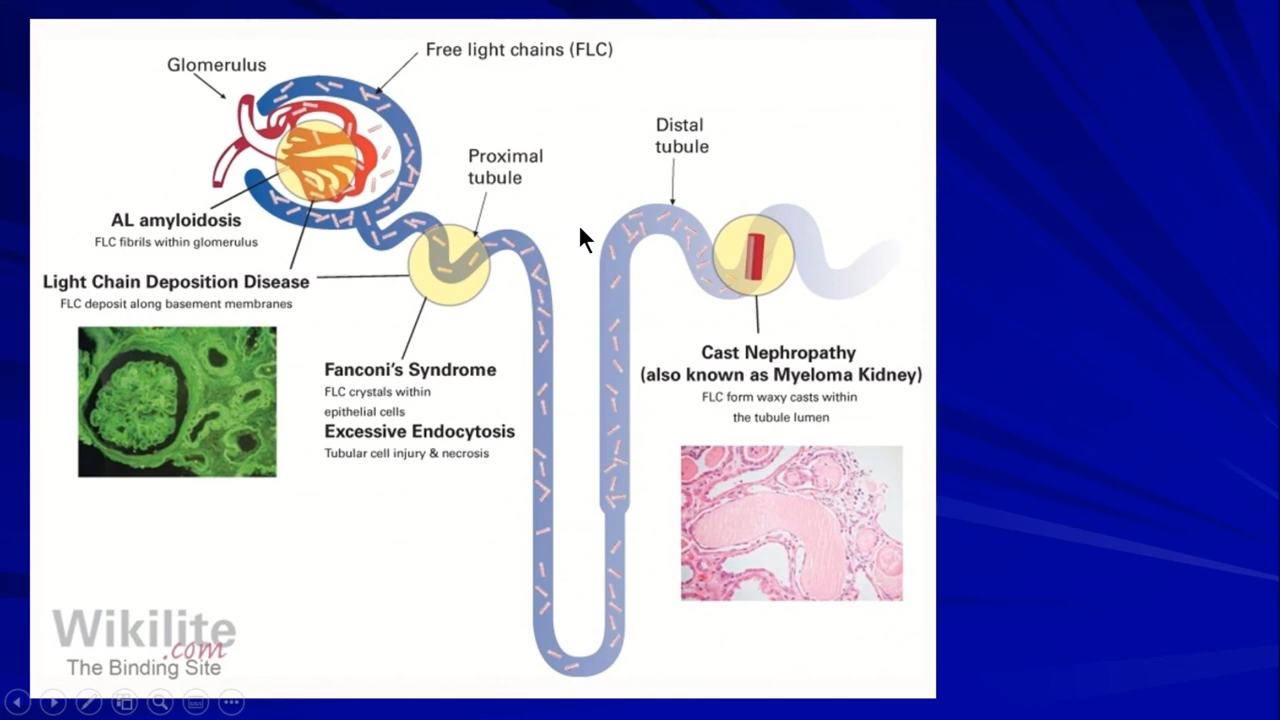 Free light chains (FLC)
Glomerulus
Distal
tubule
Proximal
tubule
AL amyloidosis
FLC fibrils within glomerulus
Light Chain Deposition Disease
FLC deposit along basement membranes
Fanconi's Syndrome
FLC crystals within
epithelial cells
Excessive Endocytosis
Tubular cell injury & necrosis
Cast Nephropathy
(also known as Myeloma Kidney)
FLC form waxy casts within
the tubule lumen
Wikilite
.com
The Binding Site